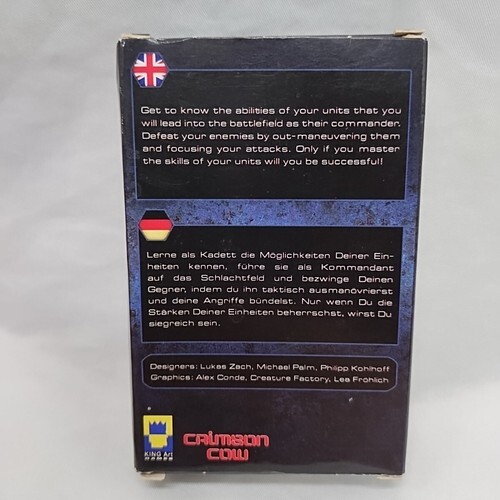 Get to know the abilities of your units that you
will lead into the battlefield as their commander.
Defeat your enemies by out-maneuvering them
and focusing your attacks. Only if you master
the skills of your units will you be successful!
Lerne als Kadett die Möglichkeiten Deiner Ein-
heiten kennen, führe sie als Kommandant
auf das Schlachtfeld und bezwinge Deinen
Gegner, indem du ihn taktisch ausmanövrierst
und deine Angriffe bündelst. Nur wenn Du die
Stärken Deiner Einheiten beherrschst, wirst Du
siegreich sein.
Designers: Lukas Zach, Michael Palm, Philipp Kohlhoff
Graphics: Alex Conde, Creature Factory, Lea Fröhlich
KING Art
GAMES
CRIMSON
COW